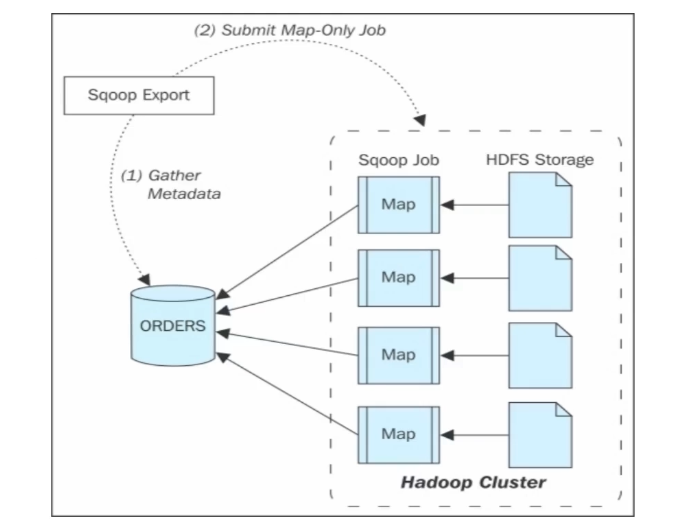 (2) Submit Map-Only Job
Sqoop Export
(1) Gather
Metadata
Sqoop Job
HDFS Storage
Map
Map
ORDERS
Map
Map
Hadoop Cluster